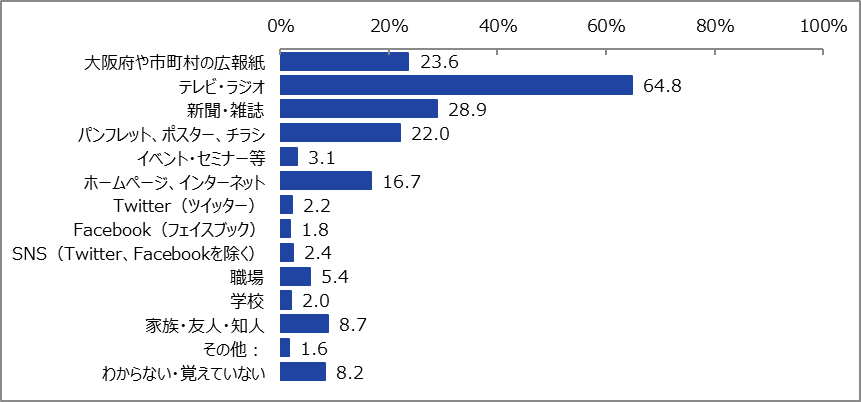 0% 20% 40% 60% 80% 100%
大阪府や市町村の広報紙 23.6
テレビ・ラジオ 64.8
新聞・雑誌 28.9
パンフレット、ポスター、チラシ 22.0
イベント・セミナー等 3.1
ホームページ、インターネット 16.7
Twitter（ツイッター） 2.2
Facebook（フェイスブック） 1.8
SNS（Twitter、Facebookを除く） 2.4
職場 5.4
学校 2.0
家族・友人・知人 8.7
その他： 1.6
わからない・覚えていない 8.2